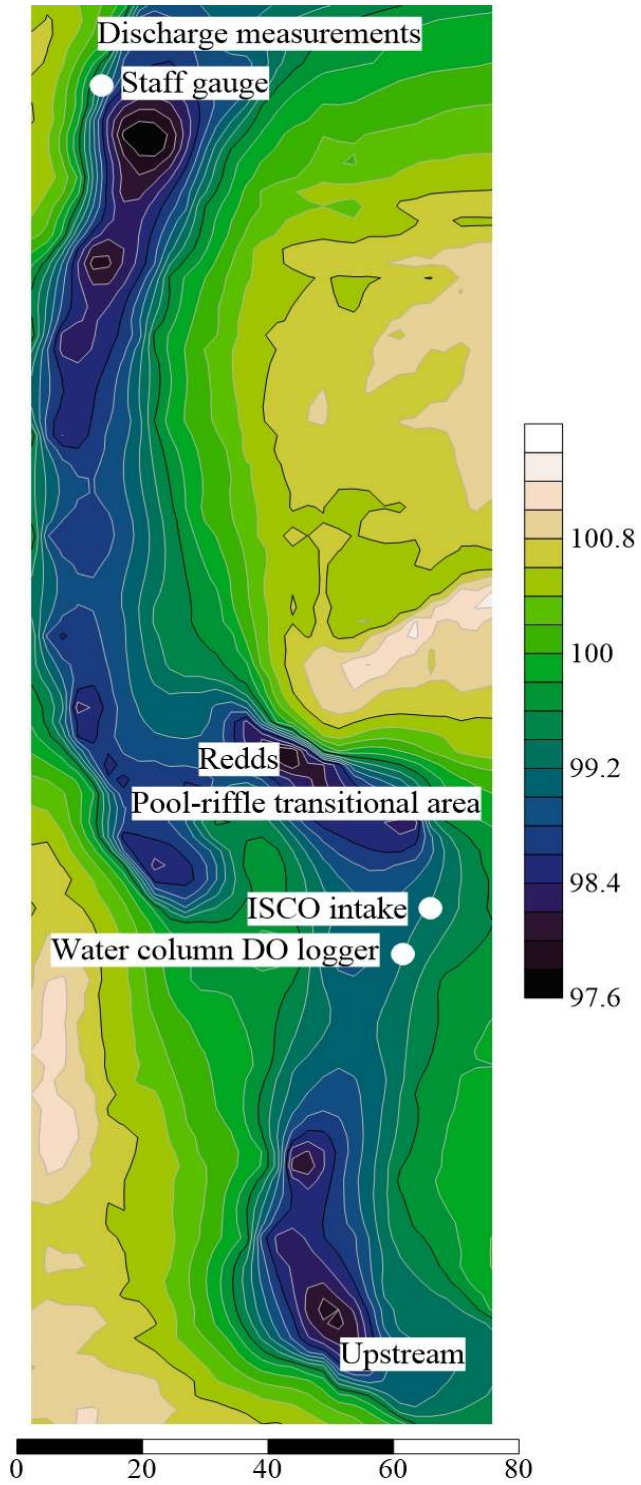 Discharge measurements
Staff gauge
100.8
100
Redds
99.2
Pool-riffle transitional area
98.4
ISCO intake
Water column DO logger
97.6
Upstream
0 20 40 60 80